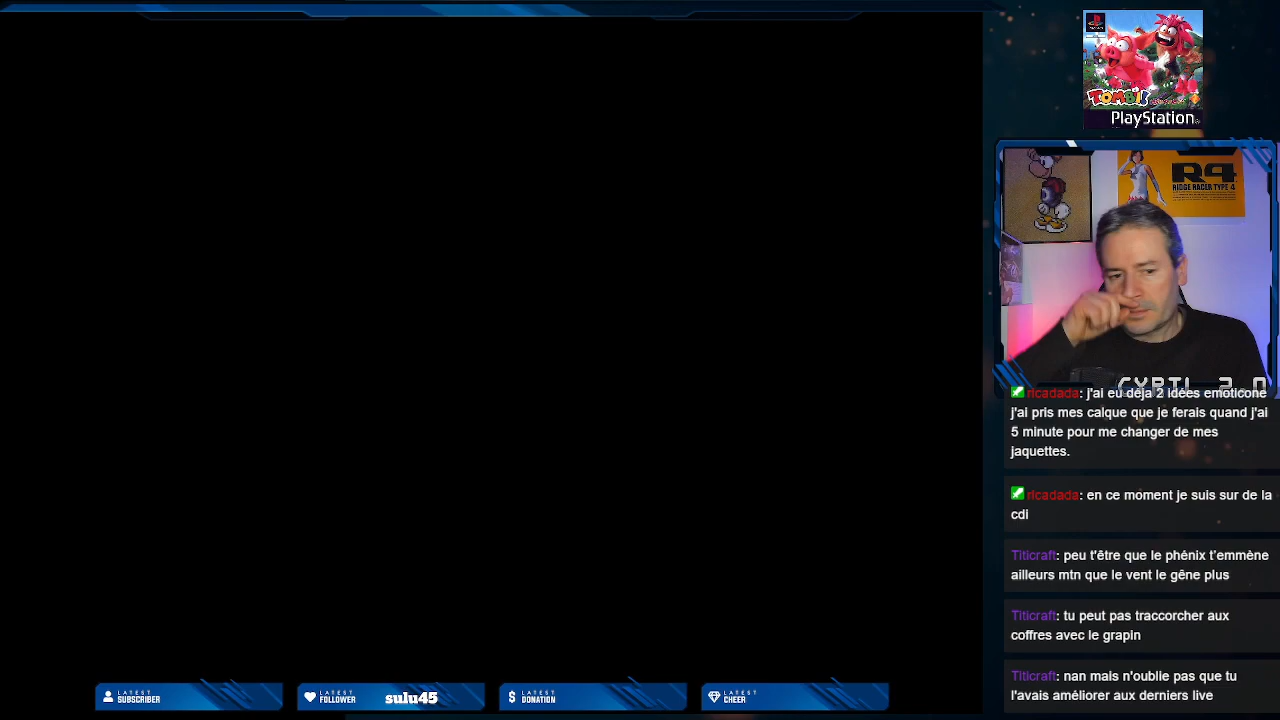 TOMBI!
PlayStation
R4
RIDGE RACER TYPE 4
CYRIL 2.0
ricadada: j'ai eu déja 2 idées emoticone
j'ai pris mes calque que je ferais quand j'ai
5 minute pour me changer de mes
jaquettes.
ricadada: en ce moment je suis sur de la
cdi
Titicraft: peu t'être que le phénix t'emmène
ailleurs mtn que le vent le gêne plus
Titicraft: tu peut pas traccorcher aux
coffres avec le grapin
Titicraft: nan mais n'oublie pas que tu
l'avais améliorer aux derniers live
LATEST
SUBSCRIBER
LATEST
FOLLOWER
sulu45
LATEST
DONATION
LATEST
CHEER